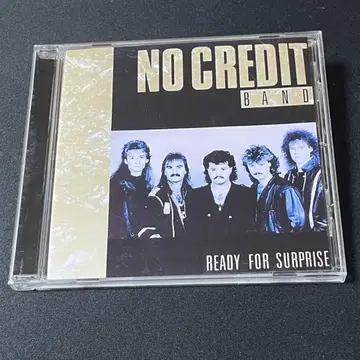 NO CREDIT
BAND
READY FOR SURPRISE